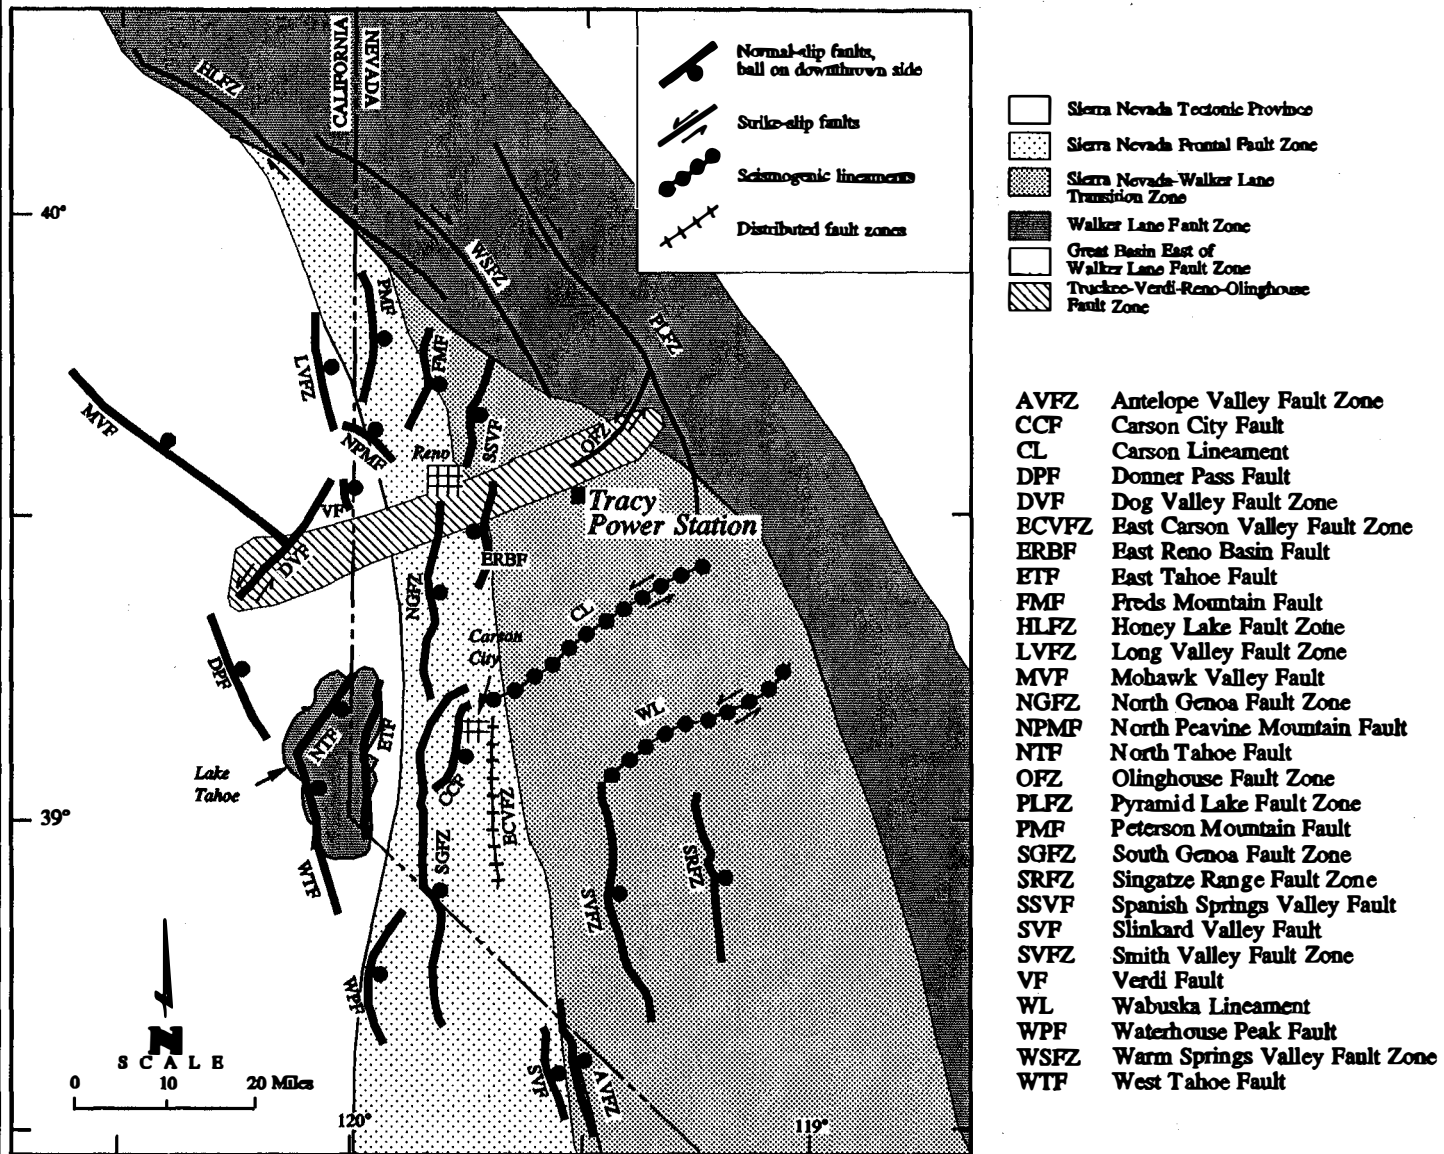 CALIFORNIA
NEVADA
HLFZ
WSFZ
PLFZ
40°
PMF
FMF
LVFZ
MVF
NPMF
Reno
SSVF
OFZ
VF
DVF
Tracy
Power Station
ERBF
NGFZ
CL
Carson
City
DPF
NTF
ETF
WL
Lake
Tahoe
CCF
ECVFZ
39°
SGFZ
WTF
SVFZ
SRFZ
WPF
SVF
AVFZ
N
SCALE
0 10 20 Miles
120°
119°
Normal-slip faults,
ball on downthrown side
Strike-slip faults
Seismogenic lineaments
Distributed fault zones
Sierra Nevada Tectonic Province
Sierra Nevada Frontal Fault Zone
Sierra Nevada-Walker Lane
Transition Zone
Walker Lane Fault Zone
Great Basin East of
Walker Lane Fault Zone
Truckee-Verdi-Reno-Olinghouse
Fault Zone
AVFZ Antelope Valley Fault Zone
CCF Carson City Fault
CL Carson Lineament
DPF Donner Pass Fault
DVF Dog Valley Fault Zone
ECVFZ East Carson Valley Fault Zone
ERBF East Reno Basin Fault
ETF East Tahoe Fault
FMF Freds Mountain Fault
HLFZ Honey Lake Fault Zone
LVFZ Long Valley Fault Zone
MVF Mohawk Valley Fault
NGFZ North Genoa Fault Zone
NPMF North Peavine Mountain Fault
NTF North Tahoe Fault
OFZ Olinghouse Fault Zone
PLFZ Pyramid Lake Fault Zone
PMF Peterson Mountain Fault
SGFZ South Genoa Fault Zone
SRFZ Singatze Range Fault Zone
SSVF Spanish Springs Valley Fault
SVF Slinkard Valley Fault
SVFZ Smith Valley Fault Zone
VF Verdi Fault
WL Wabuska Lineament
WPF Waterhouse Peak Fault
WSFZ Warm Springs Valley Fault Zone
WTF West Tahoe Fault